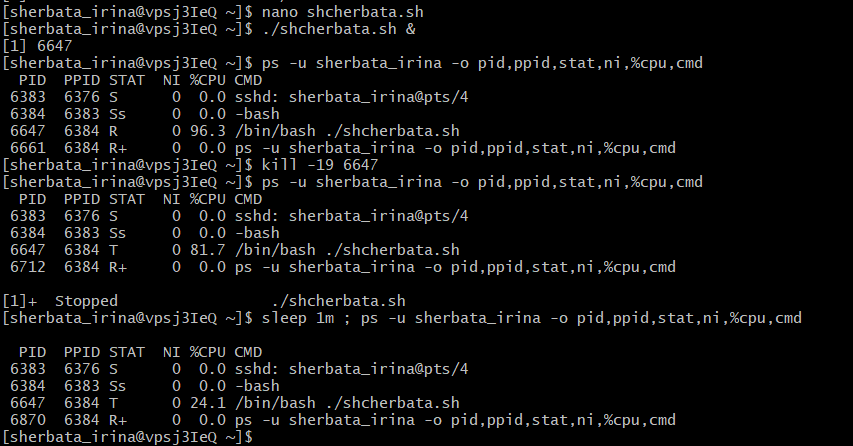 [sherbata_irina@vpsj3IeQ ~]$ nano shcherbata.sh
[sherbata_irina@vpsj3IeQ ~]$ ./shcherbata.sh &
[1] 6647
[sherbata_irina@vpsj3IeQ ~]$ ps -u sherbata_irina -o pid,ppid,stat,ni,%cpu,cmd
  PID  PPID STAT  NI %CPU CMD
 6383  6376 S      0  0.0 sshd: sherbata_irina@pts/4
 6384  6383 Ss     0  0.0 -bash
 6647  6384 R      0 96.3 /bin/bash ./shcherbata.sh
 6661  6384 R+     0  0.0 ps -u sherbata_irina -o pid,ppid,stat,ni,%cpu,cmd
[sherbata_irina@vpsj3IeQ ~]$ kill -19 6647
[sherbata_irina@vpsj3IeQ ~]$ ps -u sherbata_irina -o pid,ppid,stat,ni,%cpu,cmd
  PID  PPID STAT  NI %CPU CMD
 6383  6376 S      0  0.0 sshd: sherbata_irina@pts/4
 6384  6383 Ss     0  0.0 -bash
 6647  6384 T      0 81.7 /bin/bash ./shcherbata.sh
 6712  6384 R+     0  0.0 ps -u sherbata_irina -o pid,ppid,stat,ni,%cpu,cmd
[1]+  Stopped                 ./shcherbata.sh
[sherbata_irina@vpsj3IeQ ~]$ sleep 1m ; ps -u sherbata_irina -o pid,ppid,stat,ni,%cpu,cmd
  PID  PPID STAT  NI %CPU CMD
 6383  6376 S      0  0.0 sshd: sherbata_irina@pts/4
 6384  6383 Ss     0  0.0 -bash
 6647  6384 T      0 24.1 /bin/bash ./shcherbata.sh
 6870  6384 R+     0  0.0 ps -u sherbata_irina -o pid,ppid,stat,ni,%cpu,cmd
[sherbata_irina@vpsj3IeQ ~]$